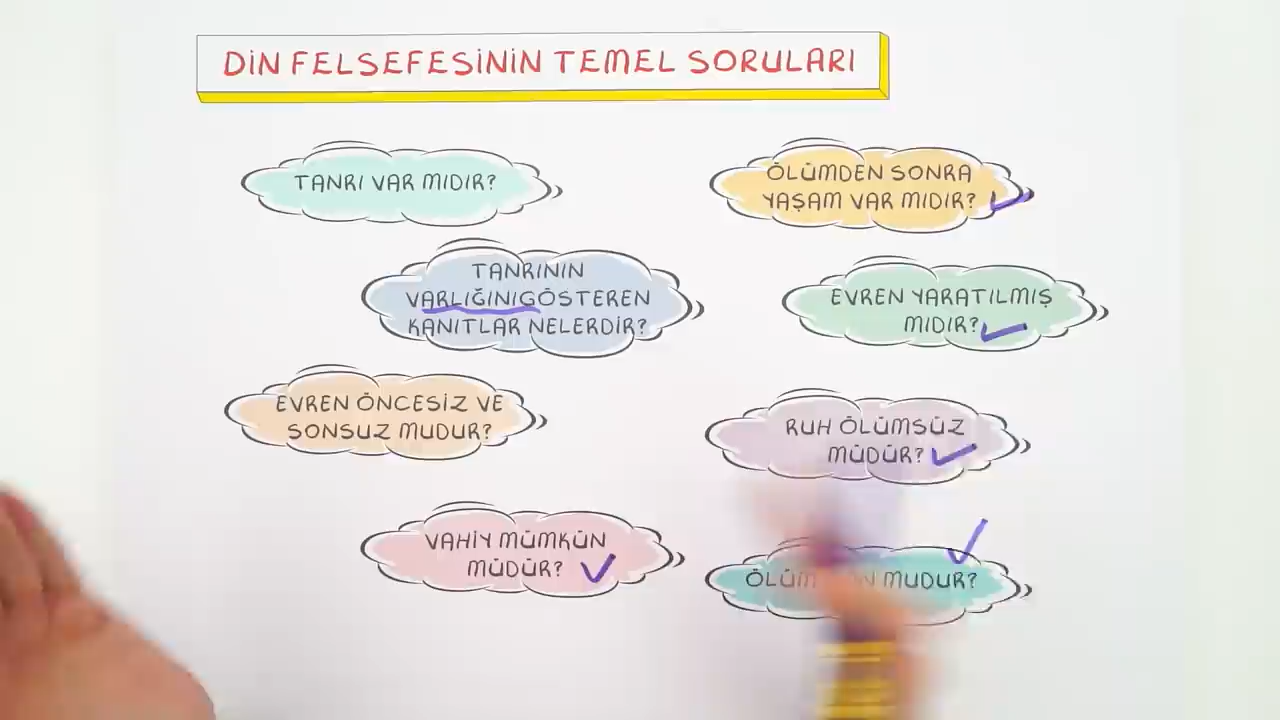 DİN FELSEFESİNİN TEMEL SORULARI
TANRI VAR MIDIR?
TANRININ
VARLIĞINIGÖSTEREN
KANITLAR NELERDİR?
EVREN ÖNCESİZ VE
SONSUZ MUDUR?
VAHİY MÜMKÜN
MÜDÜR?
ÖLÜMDEN SONRA
YAŞAM VAR MIDIR?
EVREN YARATILMIŞ
MIDIR?
RUH ÖLÜMSÜZ
MÜDÜR?
MUDUR?